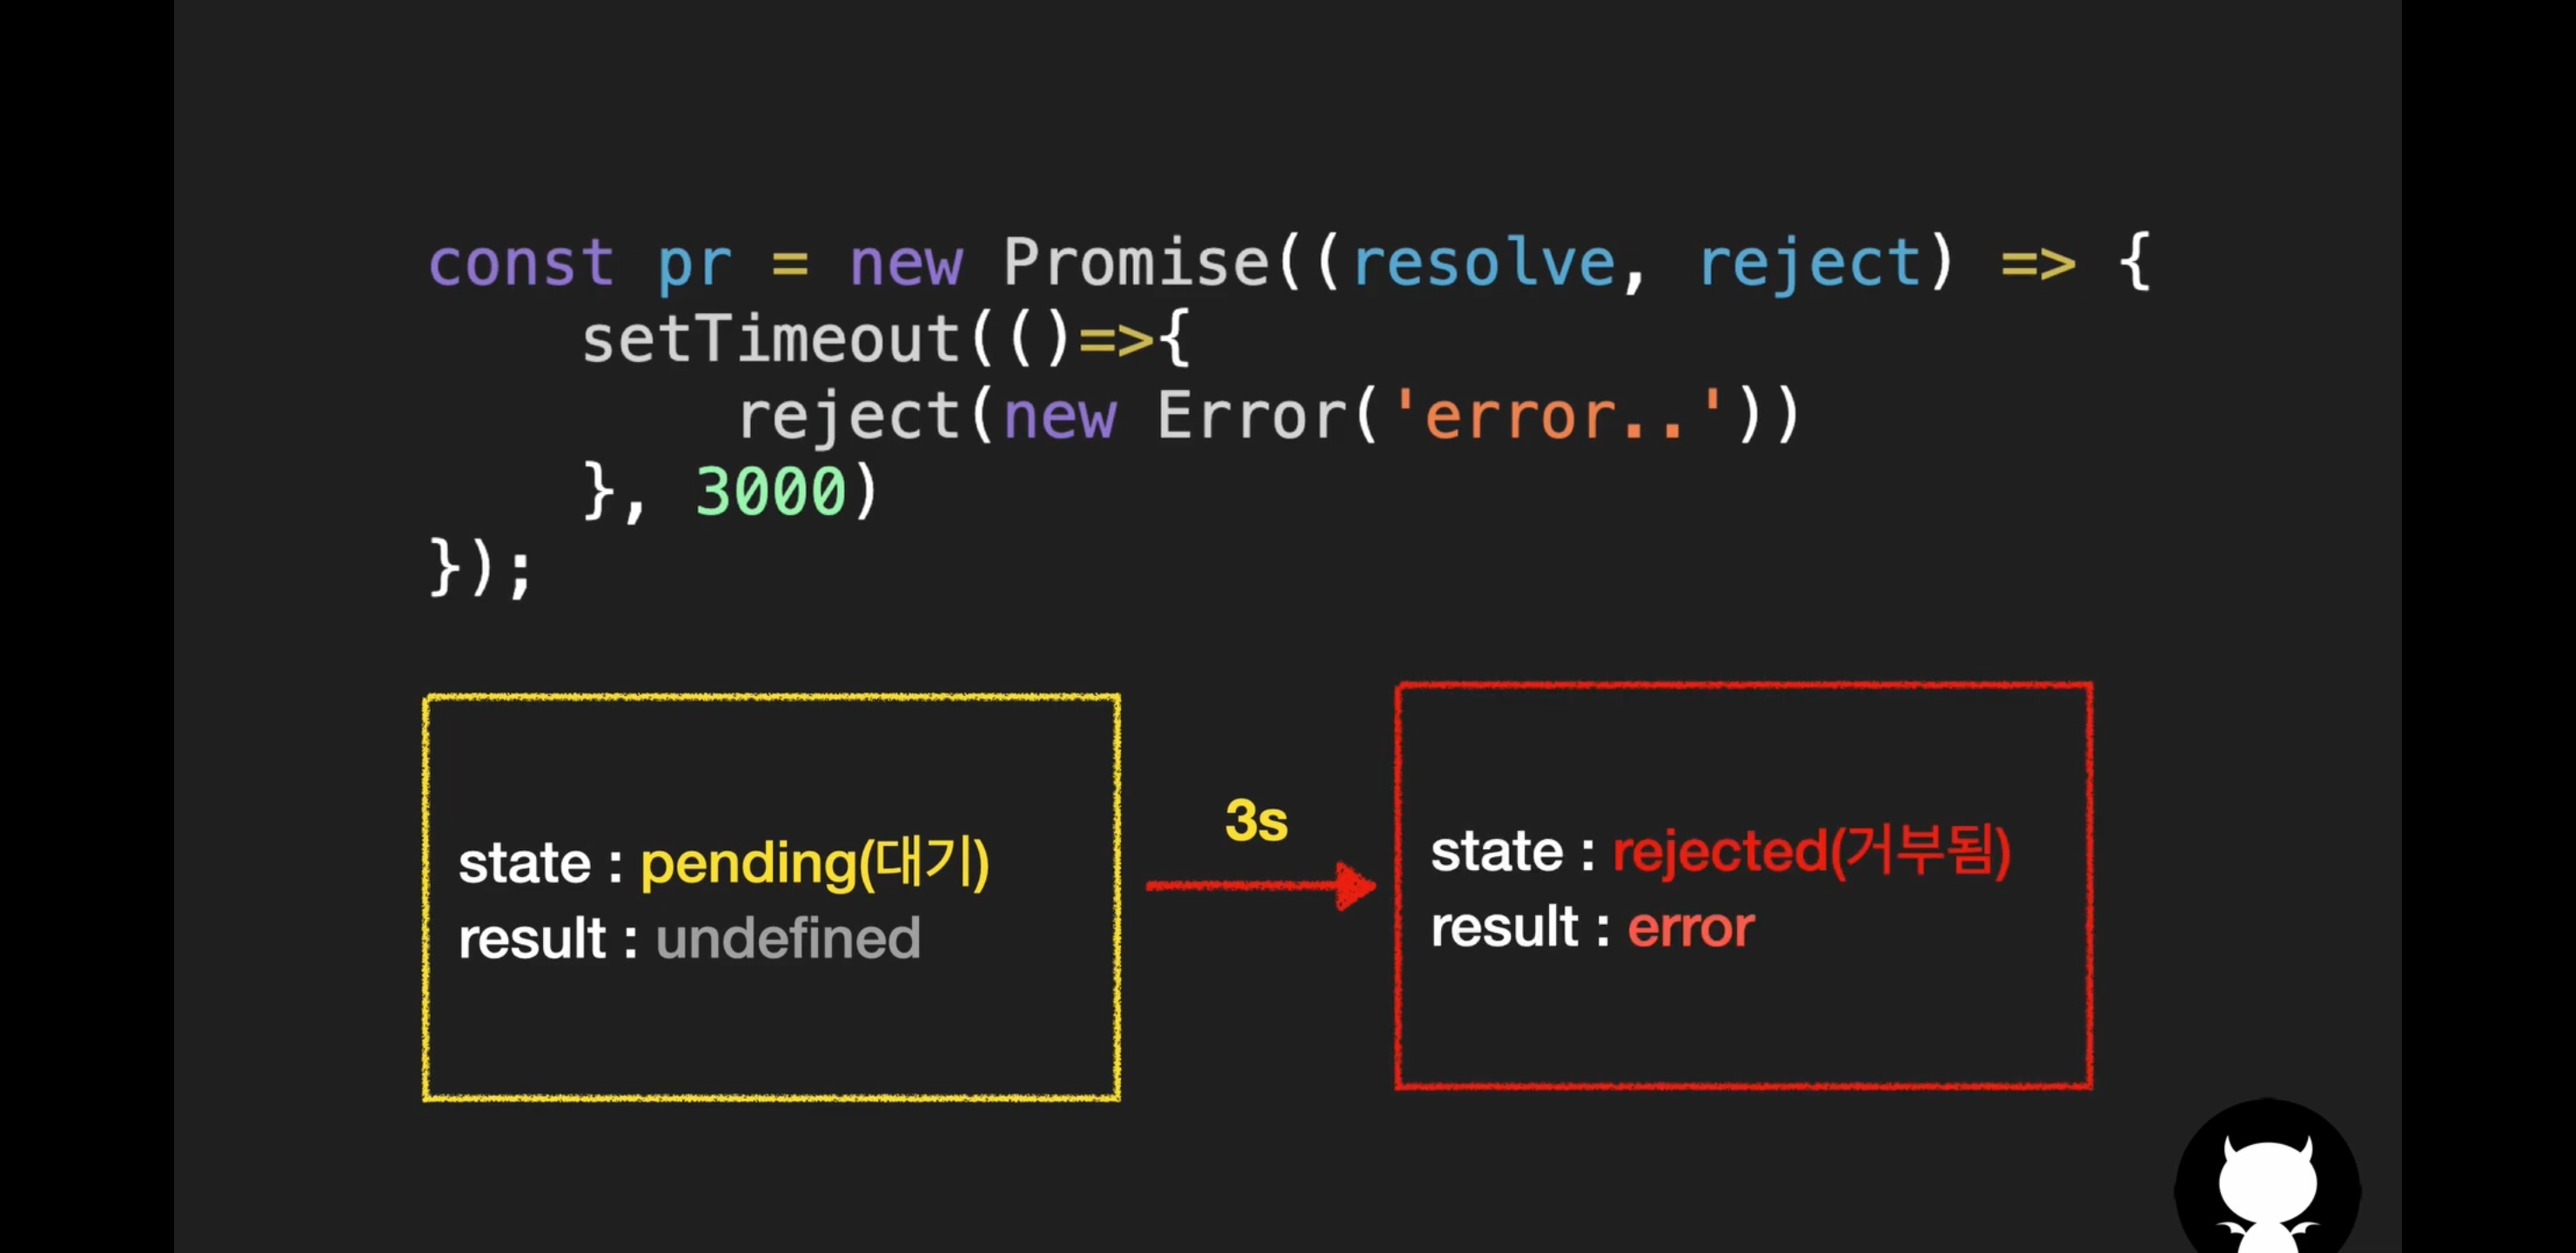 const pr = new Promise((resolve, reject) => {
setTimeout(()=>{
reject(new Error('error..'))
}, 3000)
});
state : pending(대기)
result : undefined
3s
state : rejected(거부됨)
result : error